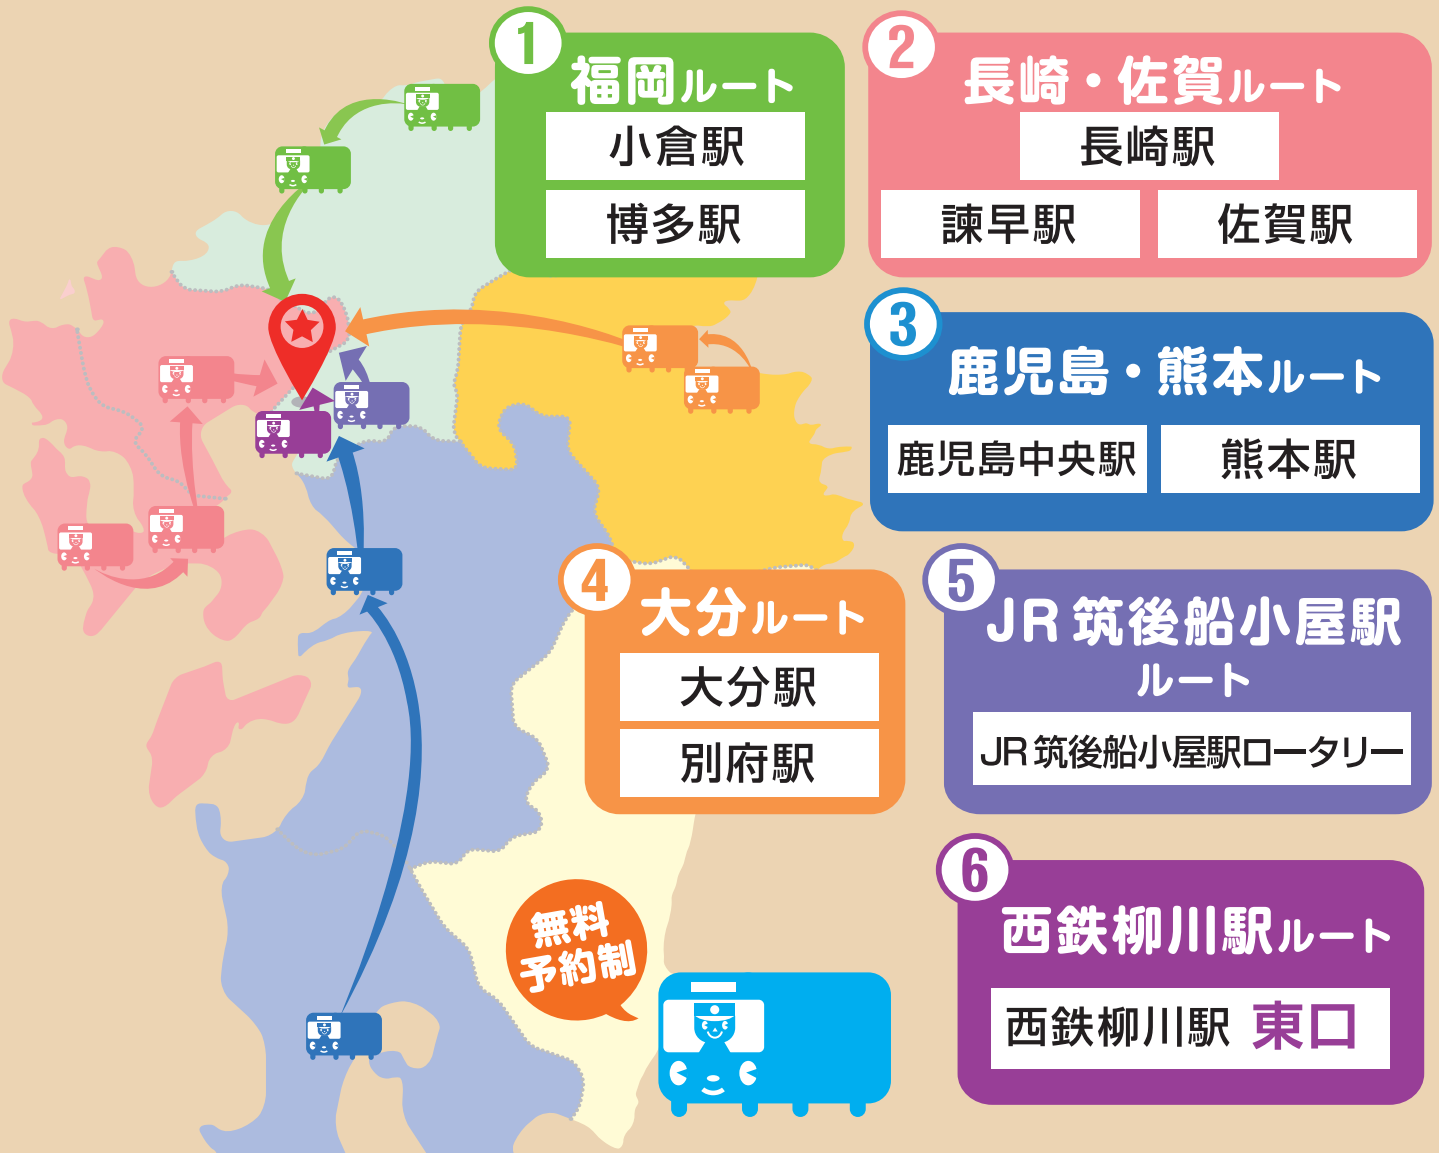 1
福岡ルート
小倉駅
博多駅
2
長崎・佐賀ルート
長崎駅
諫早駅
佐賀駅
3
鹿児島・熊本ルート
鹿児島中央駅
熊本駅
4
大分ルート
大分駅
別府駅
5
JR筑後船小屋駅
ルート
JR筑後船小屋駅ロータリー
6
西鉄柳川駅ルート
西鉄柳川駅 東口
無料
予約制